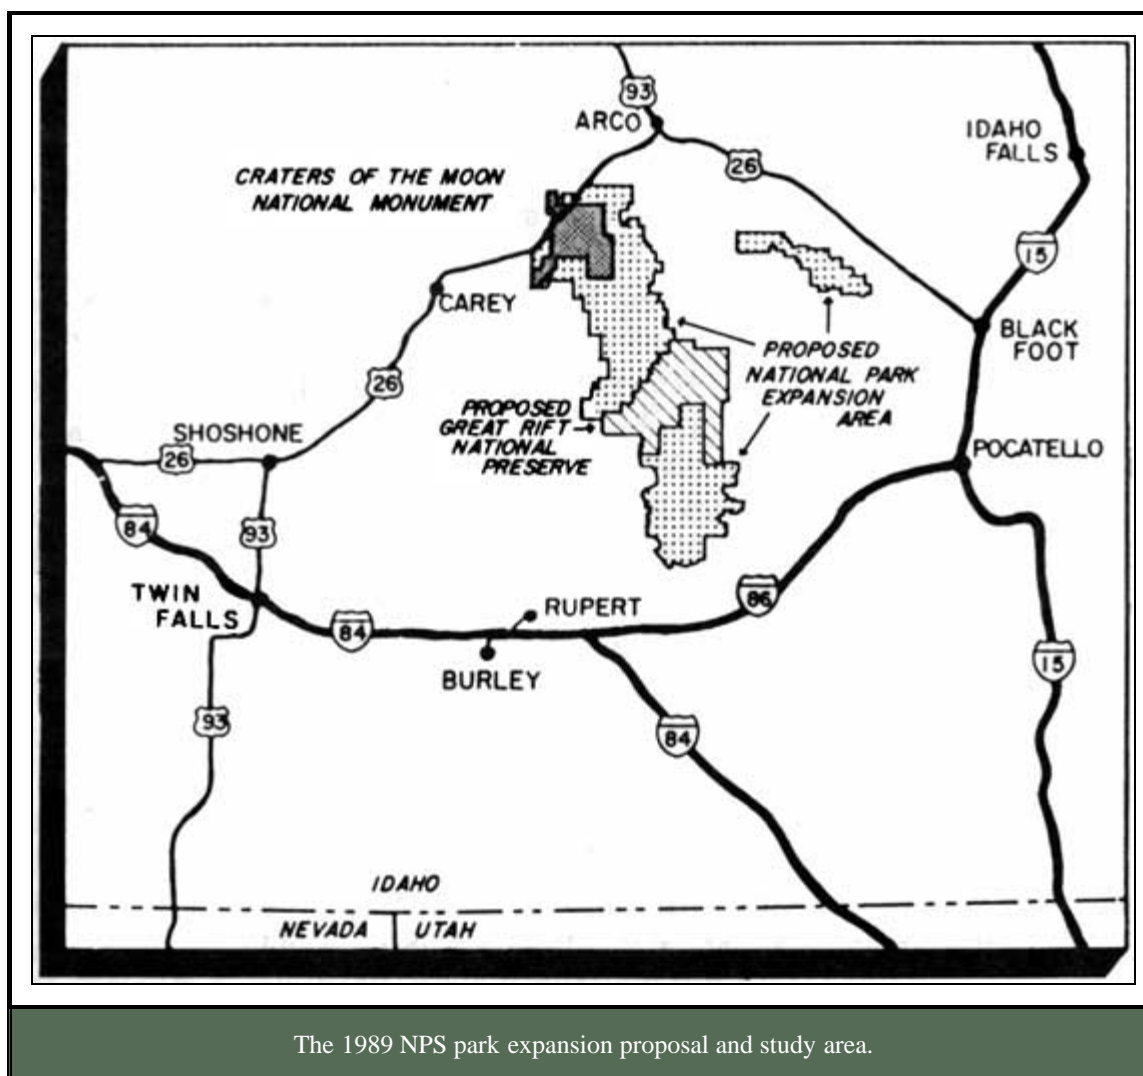 93
ARCO
IDAHO
FALLS
26
CRATERS OF THE MOON
NATIONAL MONUMENT
15
CAREY
BLACK
FOOT
PROPOSED
NATIONAL PARK
EXPANSION
AREA
26
PROPOSED
GREAT RIFT
NATIONAL
PRESERVE
SHOSHONE
26
POCATELLO
84
93
TWIN
FALLS
86
RUPERT
84
BURLEY
15
93
84
IDAHO
NEVADA
UTAH
The 1989 NPS park expansion proposal and study area.